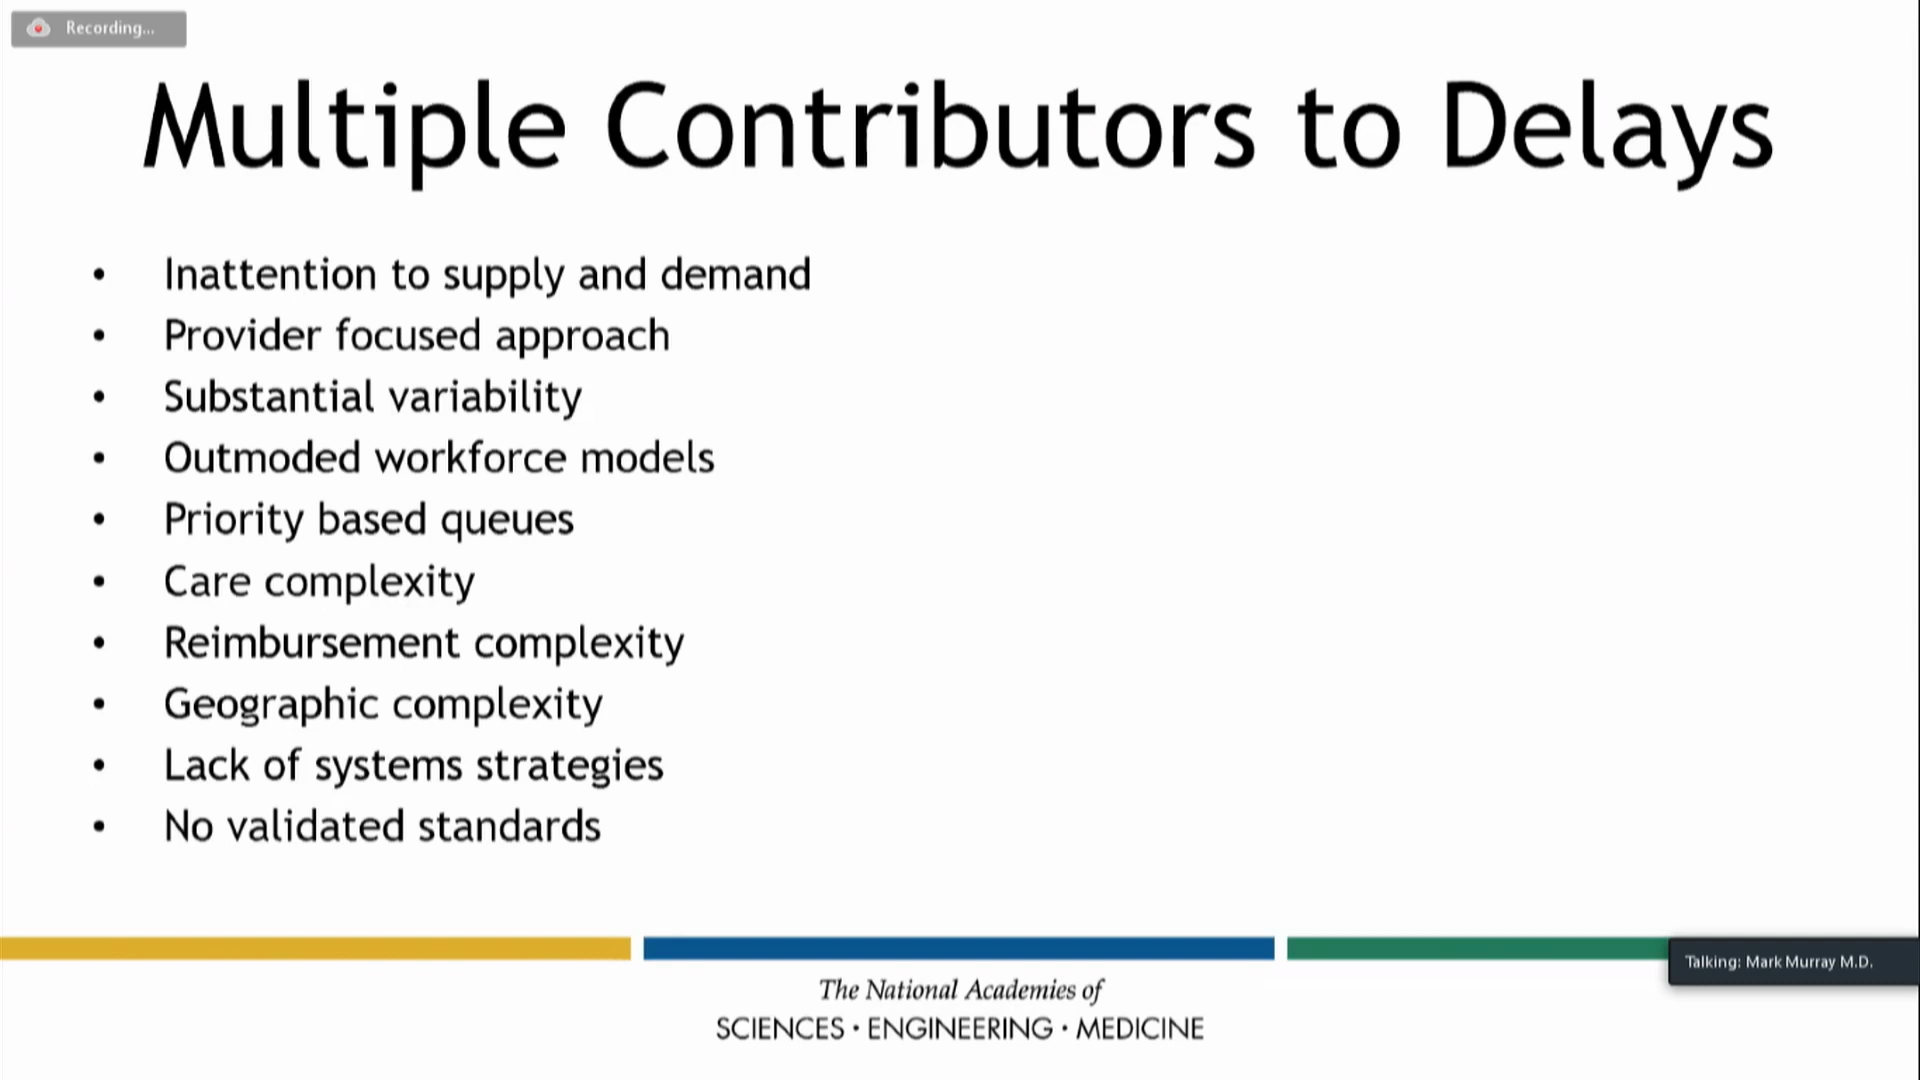 Recording...
Multiple Contributors to Delays
• Inattention to supply and demand
• Provider focused approach
• Substantial variability
• Outmoded workforce models
• Priority based queues
• Care complexity
• Reimbursement complexity
• Geographic complexity
• Lack of systems strategies
• No validated standards
Talking: Mark Murray M.D.
The National Academies of
SCIENCES • ENGINEERING • MEDICINE